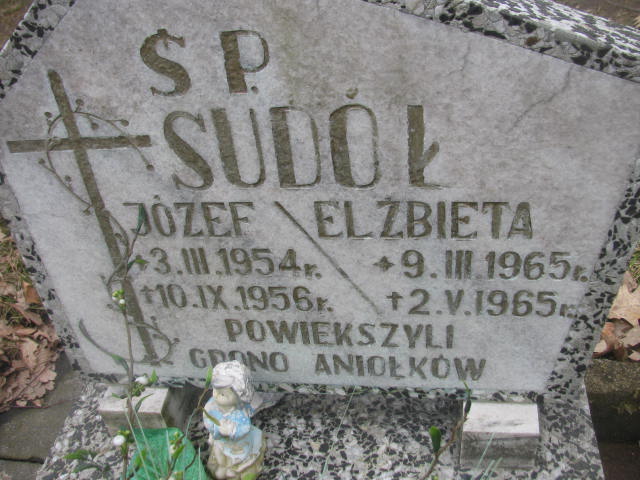 Ś.P.
SUDÓŁ
JÓZEF \ ELŻBIETA
*3.III.1954r. *9.III.1965r.
†10.IX.1956r. †2.V.1965r.
POWIEKSZYLI
GRONO ANIOŁKÓW